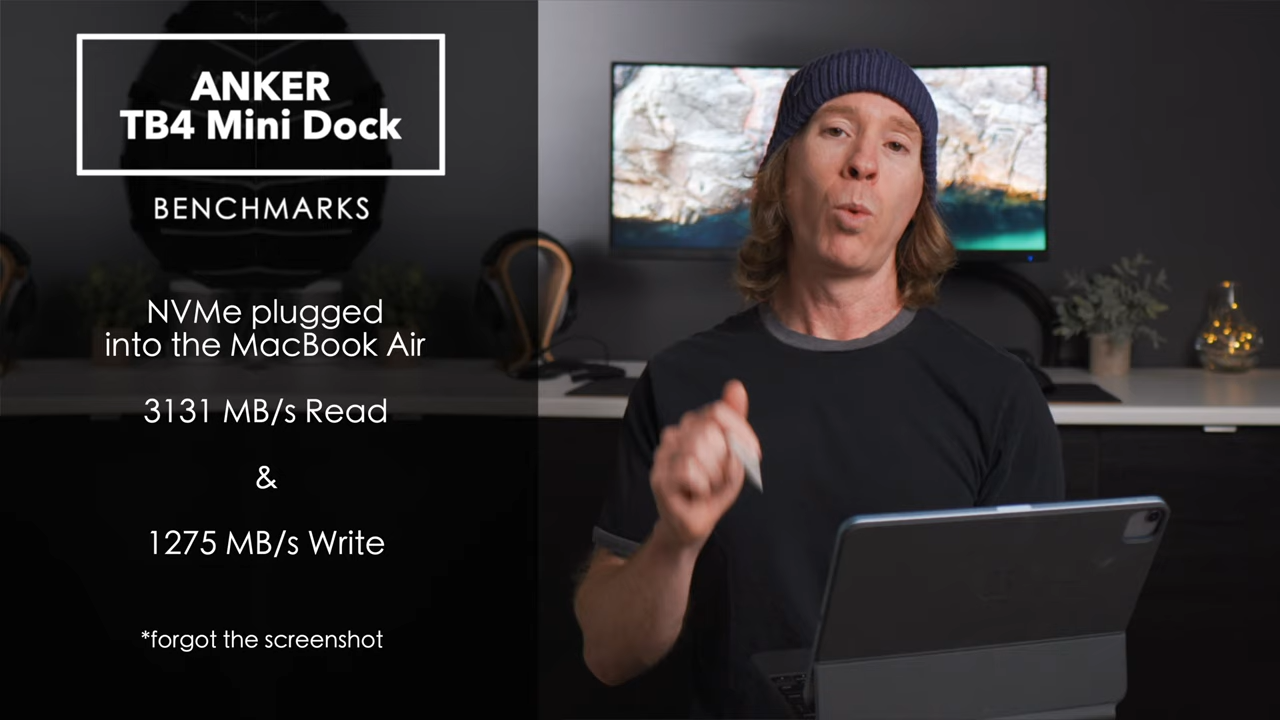 ANKER
TB4 Mini Dock
BENCHMARKS
NVMe plugged
into the MacBook Air
3131 MB/s Read
&
1275 MB/s Write
*forgot the screenshot